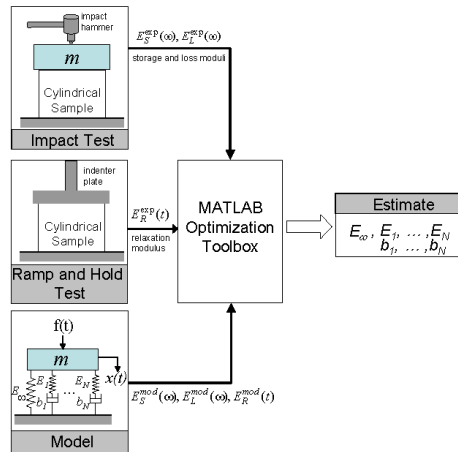 impact
hammer
m
Cylindrical
Sample
Impact Test
E_S^exp(∞), E_L^exp(∞)
storage and loss moduli
indenter
plate
Cylindrical
Sample
Ramp and Hold
Test
E_R^exp(t)
relaxation
modulus
f(t)
m
x(t)
E_∞ E_1 ... E_N
b_1 b_N
Model
E_S^mod(∞), E_L^mod(∞), E_R^mod(t)
MATLAB
Optimization
Toolbox
Estimate
E_∞, E_1, ... ,E_N
b_1, ... ,b_N